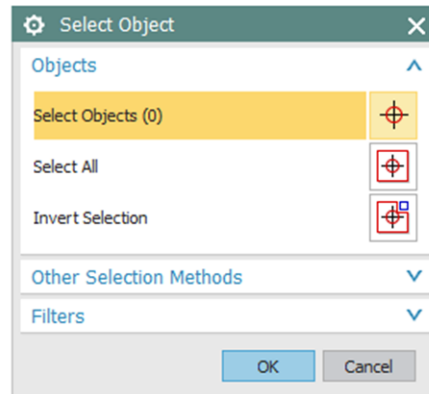 Select Object
Objects
Select Objects (0)
Select All
Invert Selection
Other Selection Methods
Filters
OK Cancel